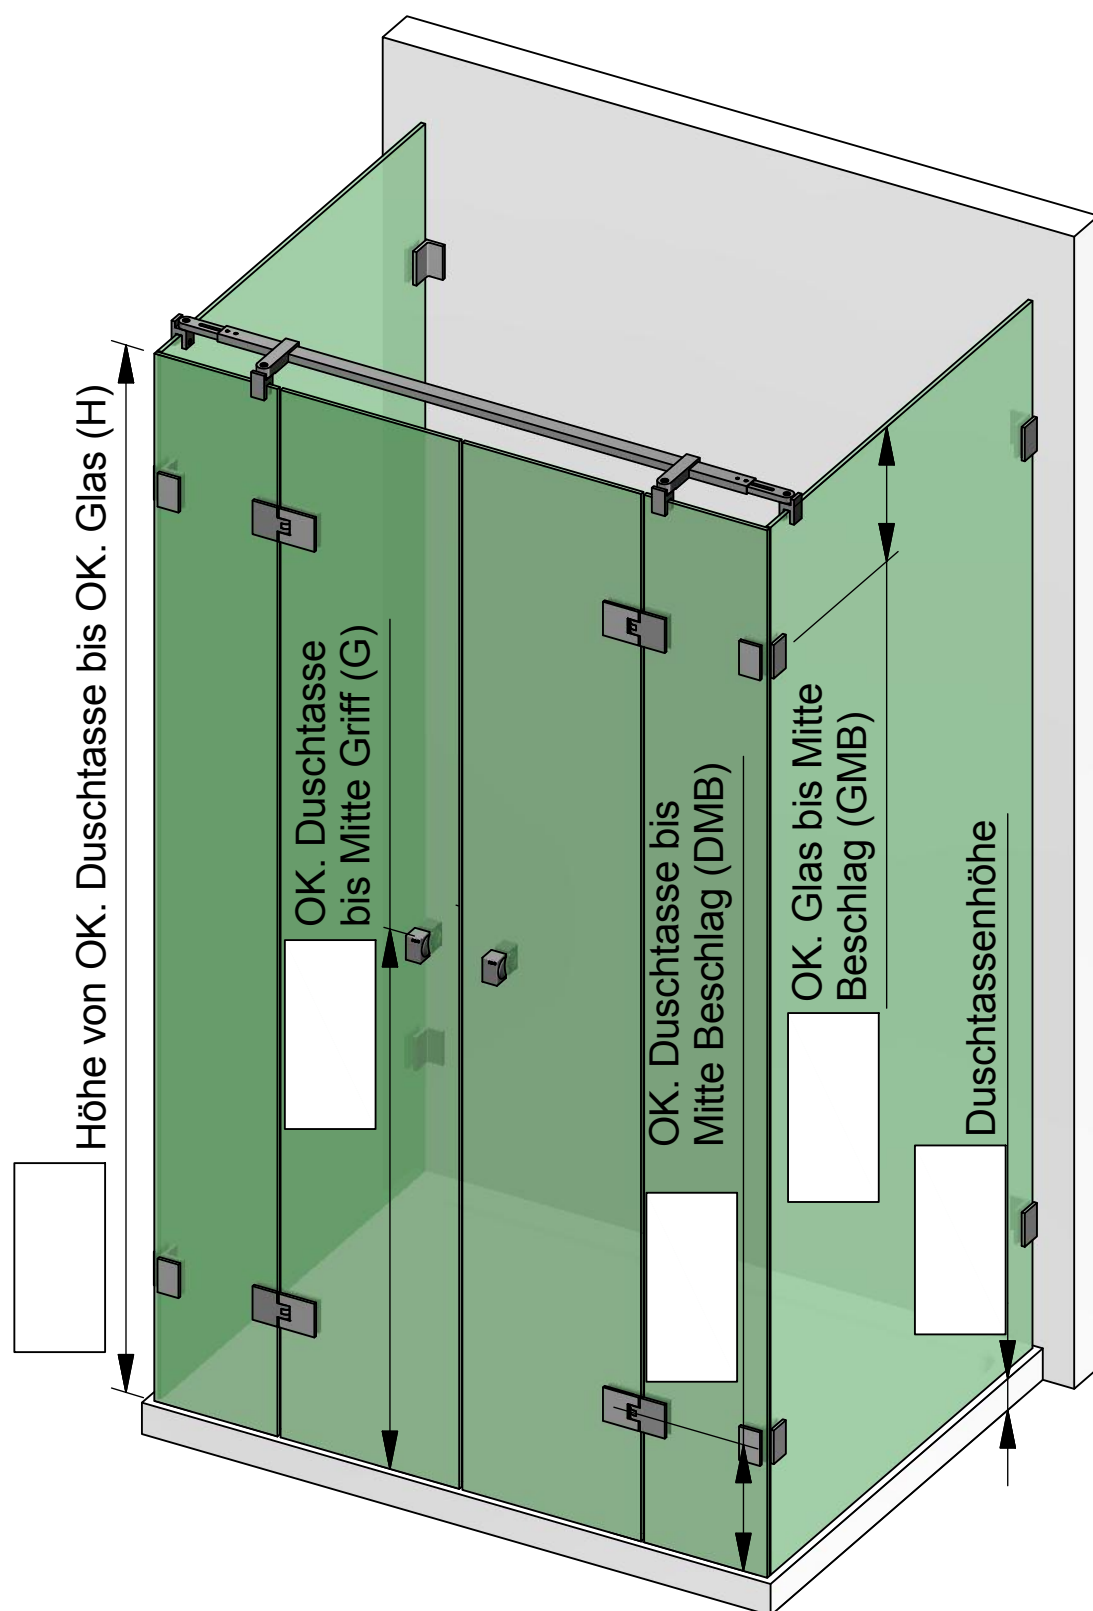 Höhe von OK. Duschtasse bis OK. Glas (H)
OK. Duschtasse
bis Mitte Griff (G)
OK. Duschtasse bis
Mitte Beschlag (DMB)
OK. Glas bis Mitte
Beschlag (GMB)
Duschtassenhöhe